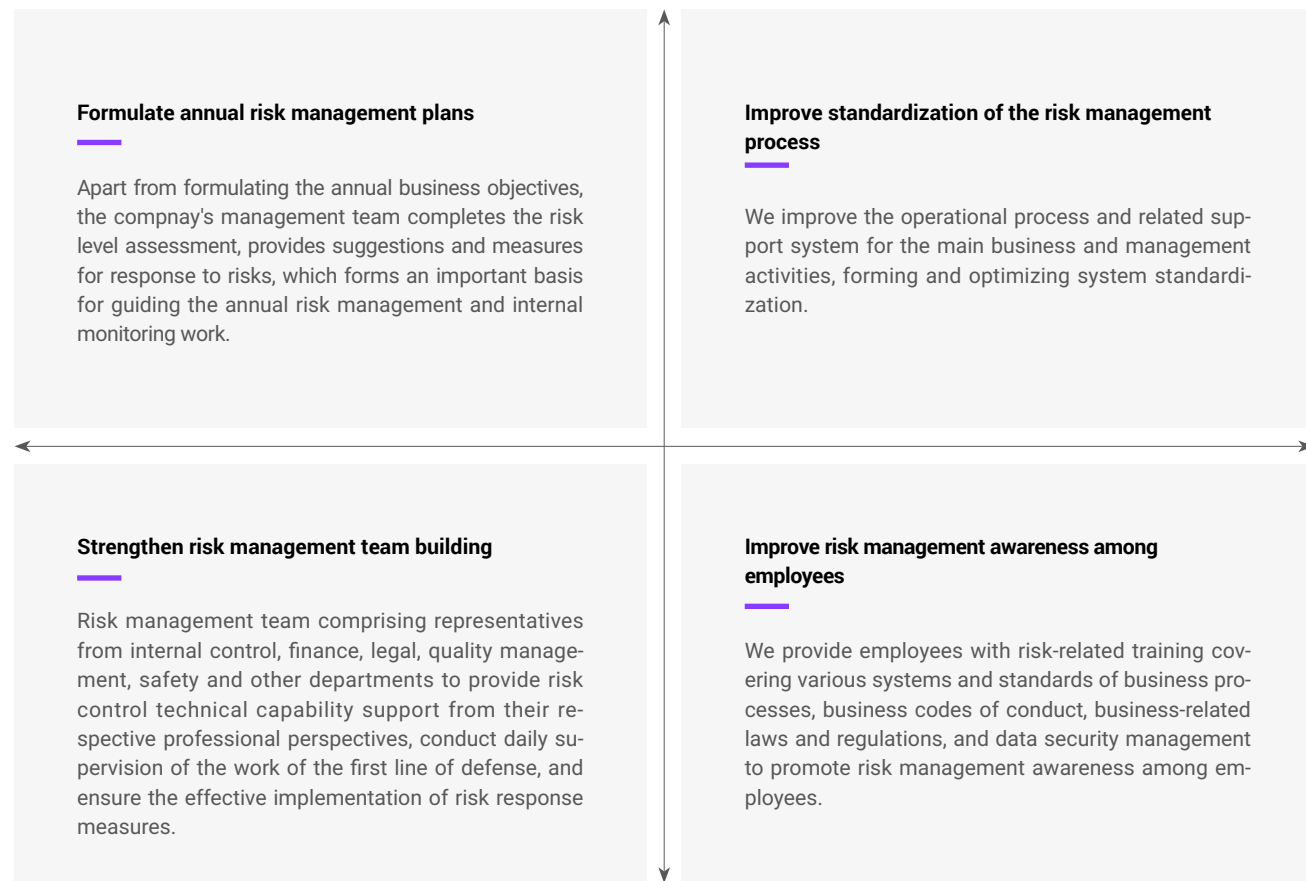 Formulate annual risk management plans
Apart from formulating the annual business objectives,
the compnay's management team completes the risk
level assessment, provides suggestions and measures
for response to risks, which forms an important basis
for guiding the annual risk management and internal
monitoring work.
Improve standardization of the risk management
process
We improve the operational process and related sup-
port system for the main business and management
activities, forming and optimizing system standardi-
zation.
Strengthen risk management team building
Risk management team comprising representatives
from internal control, finance, legal, quality manage-
ment, safety and other departments to provide risk
control technical capability support from their re-
spective professional perspectives, conduct daily su-
pervision of the work of the first line of defense, and
ensure the effective implementation of risk response
measures.
Improve risk management awareness among
employees
We provide employees with risk-related training cov-
ering various systems and standards of business pro-
cesses, business codes of conduct, business-related
laws and regulations, and data security management
to promote risk management awareness among em-
ployees.